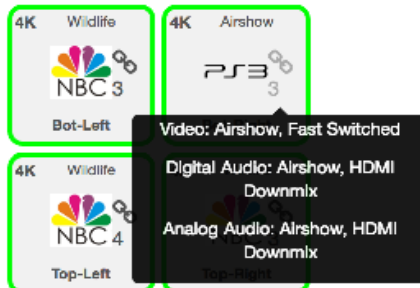 4K Wildlife
NBC 3
Bot-Left
4K Airshow
PS3
3
Video: Airshow, Fast Switched
Digital Audio: Airshow, HDMI
Downmix
Analog Audio: Airshow, HDMI
Downmix
4K Wildlife
NBC 4
Top-Left
Top-Right